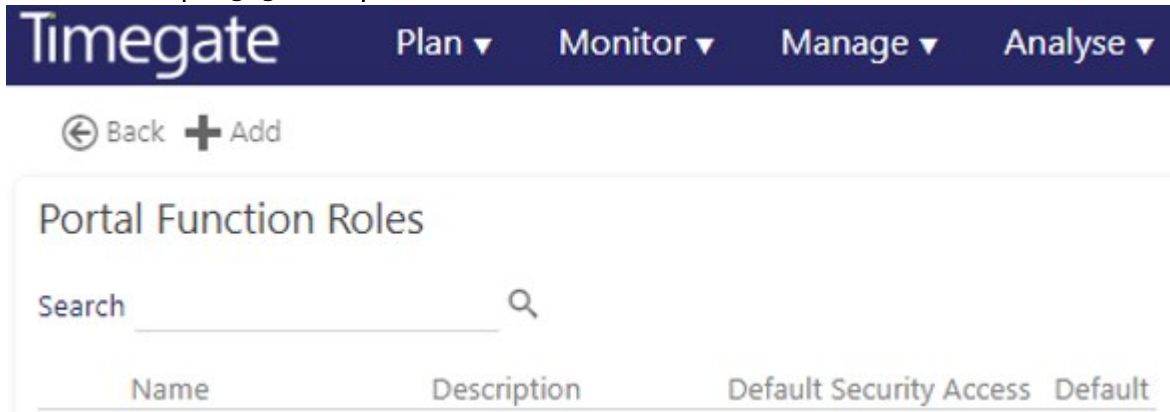 Timegate Plan ▼ Monitor ▼ Manage ▼ Analyse ▼
Back Add
Portal Function Roles
Search
Name Description Default Security Access Default